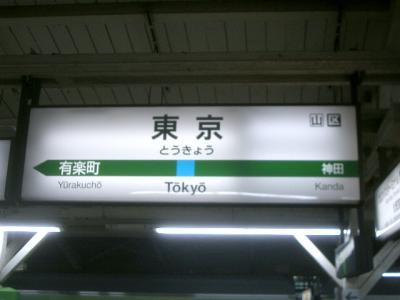 東京
山 区
とうきょう
有楽町
神田
Yūrakuchō
Tōkyō
Kanda